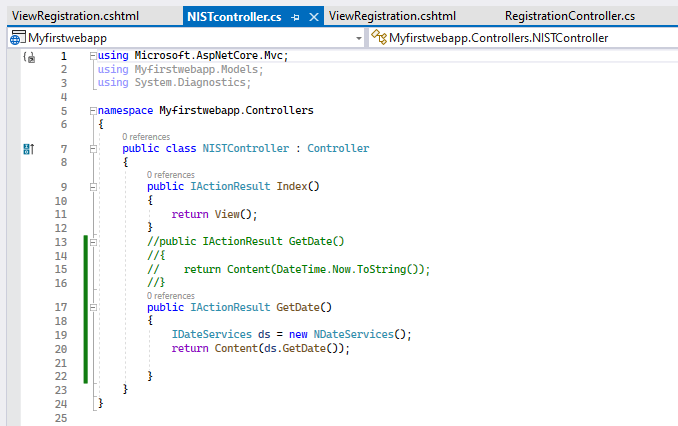 ViewRegistration.cshtml NISTcontroller.cs ViewRegistration.cshtml RegistrationController.cs
Myfirstwebapp Myfirstwebapp.Controllers.NISTController
1 using Microsoft.AspNetCore.Mvc;
2 using Myfirstwebapp.Models;
3 using System.Diagnostics;
4
5 namespace Myfirstwebapp.Controllers
6 {
0 references
7 public class NISTController : Controller
8 {
0 references
9 public IActionResult Index()
10 {
11 return View();
12 }
13 //public IActionResult GetDate()
14 //{
15 //    return Content(DateTime.Now.ToString());
16 //}
0 references
17 public IActionResult GetDate()
18 {
19 IDateServices ds = new NDateServices();
20 return Content(ds.GetDate());
21
22 }
23 }
24 }
25